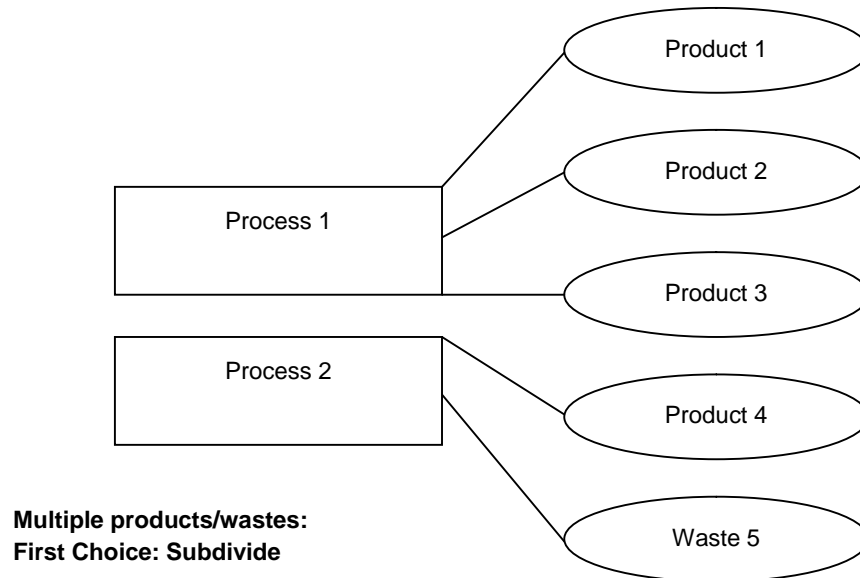 Product 1
Product 2
Process 1
Product 3
Process 2
Product 4
Multiple products/wastes:
First Choice: Subdivide
Waste 5